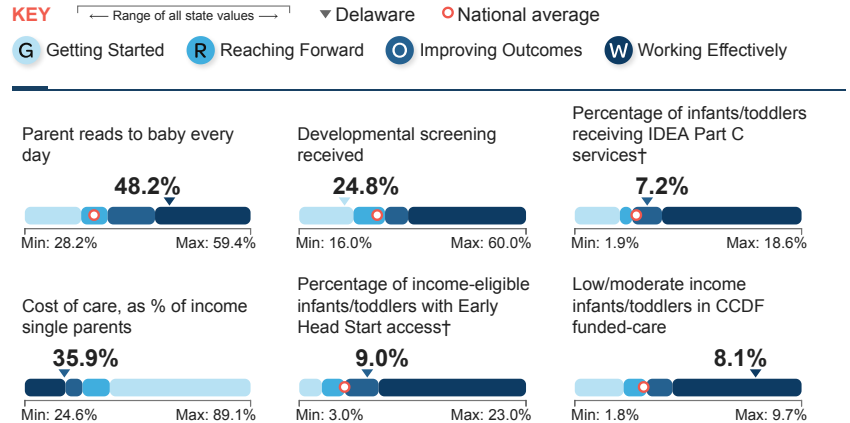 KEY
Range of all state values
Delaware
National average
G Getting Started
R Reaching Forward
O Improving Outcomes
W Working Effectively
Parent reads to baby every
day
48.2%
Min: 28.2% Max: 59.4%
Developmental screening
received
24.8%
Min: 16.0% Max: 60.0%
Percentage of infants/toddlers
receiving IDEA Part C
services†
7.2%
Min: 1.9% Max: 18.6%
Cost of care, as % of income
single parents
35.9%
Min: 24.6% Max: 89.1%
Percentage of income-eligible
infants/toddlers with Early
Head Start access†
9.0%
Min: 3.0% Max: 23.0%
Low/moderate income
infants/toddlers in CCDF
funded-care
8.1%
Min: 1.8% Max: 9.7%